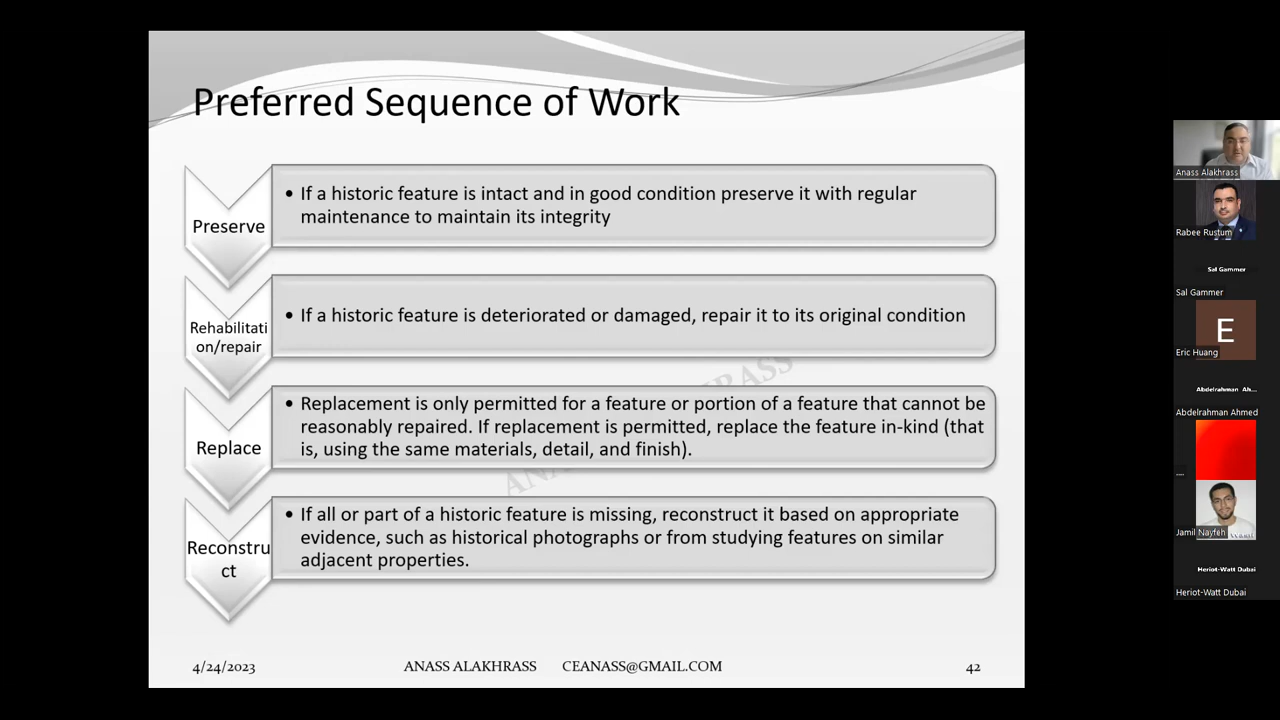 Preferred Sequence of Work
Preserve
• If a historic feature is intact and in good condition preserve it with regular
maintenance to maintain its integrity
Rehabilitati
on/repair
• If a historic feature is deteriorated or damaged, repair it to its original condition
Replace
• Replacement is only permitted for a feature or portion of a feature that cannot be
reasonably repaired. If replacement is permitted, replace the feature in-kind (that
is, using the same materials, detail, and finish).
Reconstru
ct
• If all or part of a historic feature is missing, reconstruct it based on appropriate
evidence, such as historical photographs or from studying features on similar
adjacent properties.
4/24/2023
ANASS ALAKHRASS CEANASS@GMAIL.COM
42
Anass Alakhrass
Rabee Rustum
Sal Gammer
Sal Gammer
E
Eric Huang
Abdelrahman Ah...
Abdelrahman Ahmed
...
Jamil Nayfeh
Heriot-Watt Dubai
Heriot-Watt Dubai